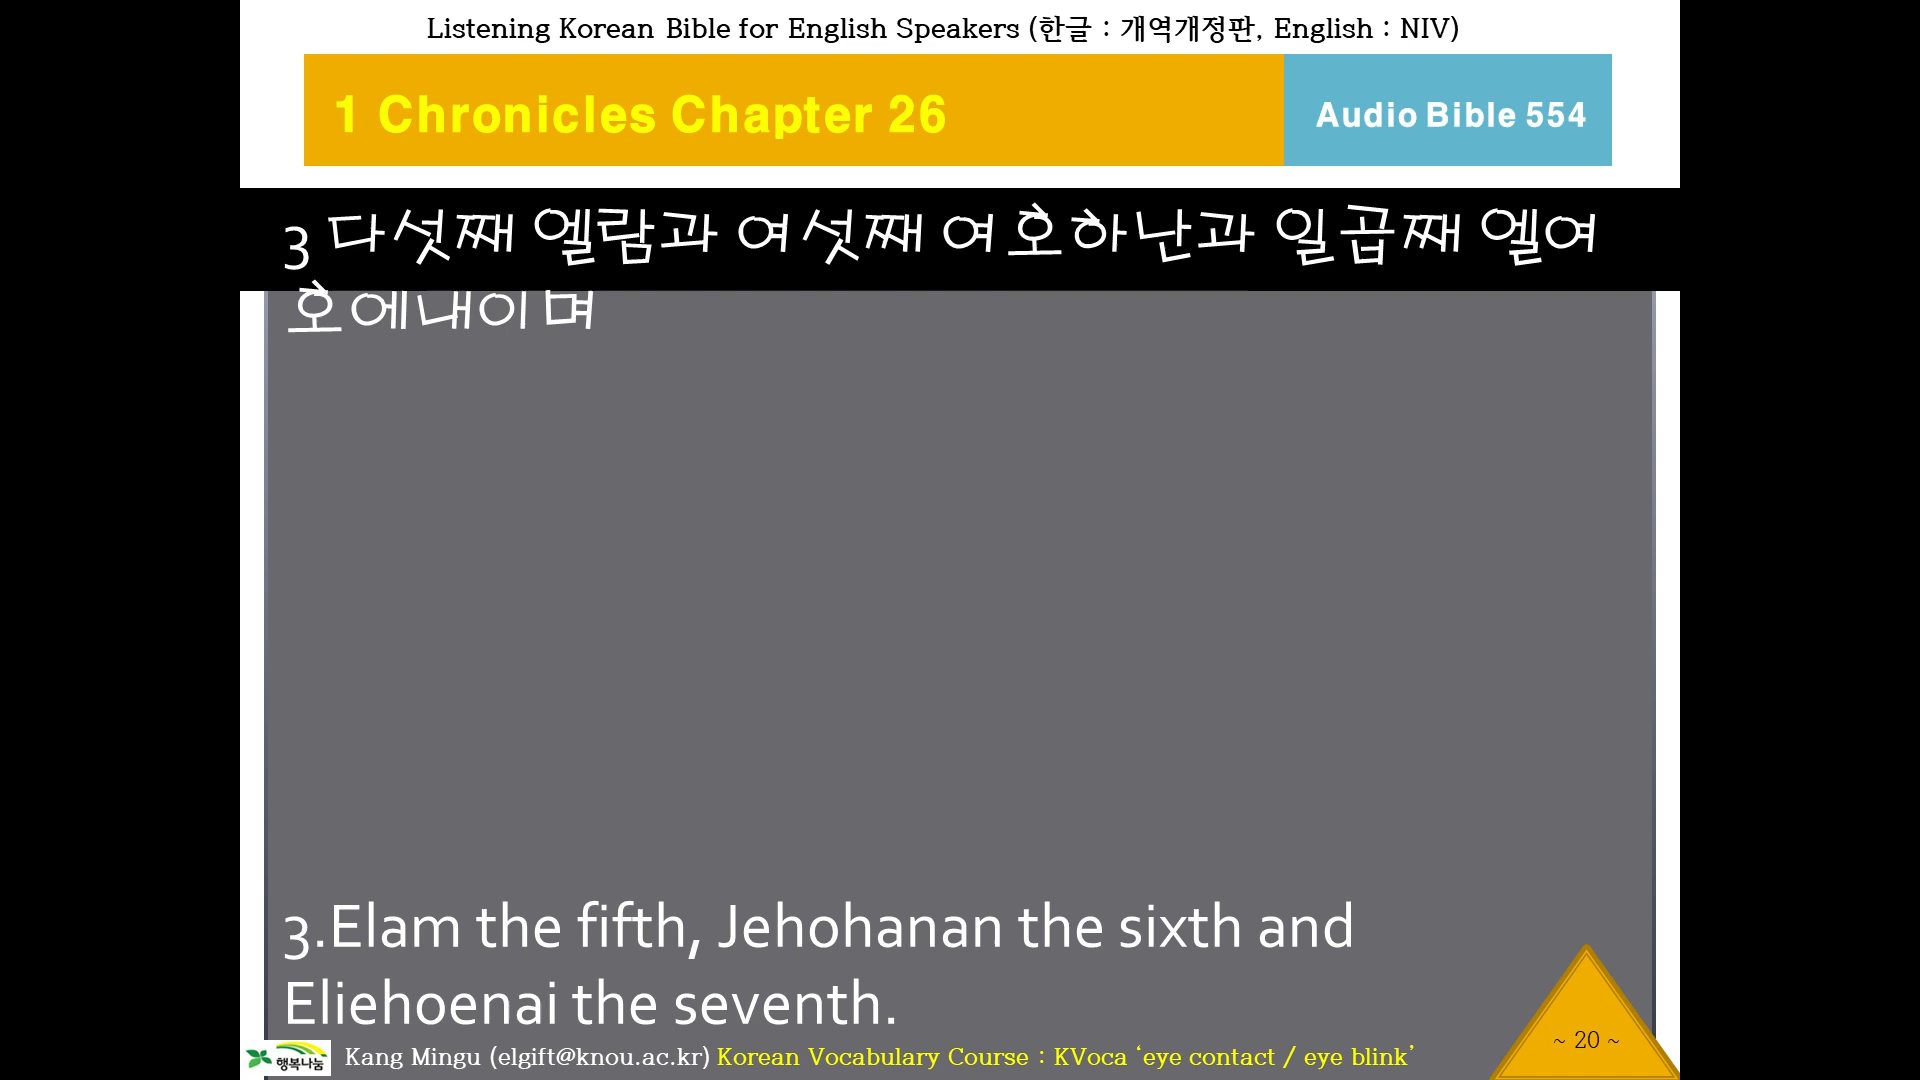 Listening Korean Bible for English Speakers (한글 : 개역개정판, English : NIV)
1 Chronicles Chapter 26
Audio Bible 554
3 다섯째 엘람과 여섯째 여호하난과 일곱째 엘여
호에내이며
3.Elam the fifth, Jehohanan the sixth and
Eliehoenai the seventh.
행복나눔
Kang Mingu (elgift@knou.ac.kr) Korean Vocabulary Course : KVoca ‘eye contact / eye blink’
~ 20 ~